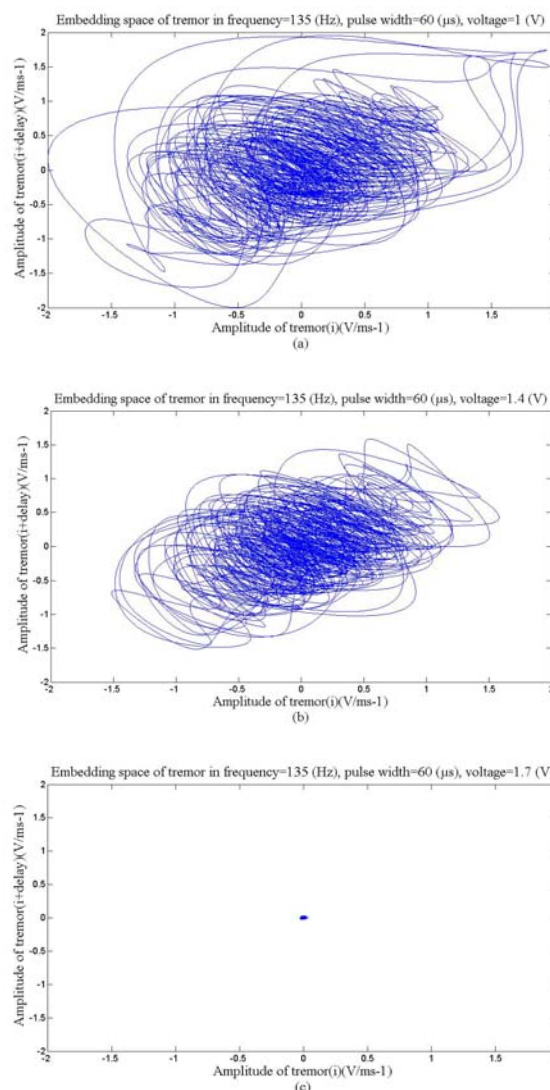 Embedding space of tremor in frequency=135 (Hz), pulse width=60 (μs), voltage=1 (V)
Amplitude of tremor(i+delay)(V/ms-1)
2
1.5
1
0.5
0
-0.5
-1
-1.5
-2
-2 -1.5 -1 -0.5 0 0.5 1 1.5 2
Amplitude of tremor(i)(V/ms-1)
(a)
Embedding space of tremor in frequency=135 (Hz), pulse width=60 (μs), voltage=1.4 (V)
Amplitude of tremor(i+delay)(V/ms-1)
2
1.5
1
0.5
0
-0.5
-1
-1.5
-2
-2 -1.5 -1 -0.5 0 0.5 1 1.5 2
Amplitude of tremor(i)(V/ms-1)
(b)
Embedding space of tremor in frequency=135 (Hz), pulse width=60 (μs), voltage=1.7 (V
Amplitude of tremor(i+delay)(V/ms-1)
2
1.5
1
0.5
0
-0.5
-1
-1.5
-2
-2 -1.5 -1 -0.5 0 0.5 1 1.5 2
Amplitude of tremor(i)(V/ms-1)
(c)